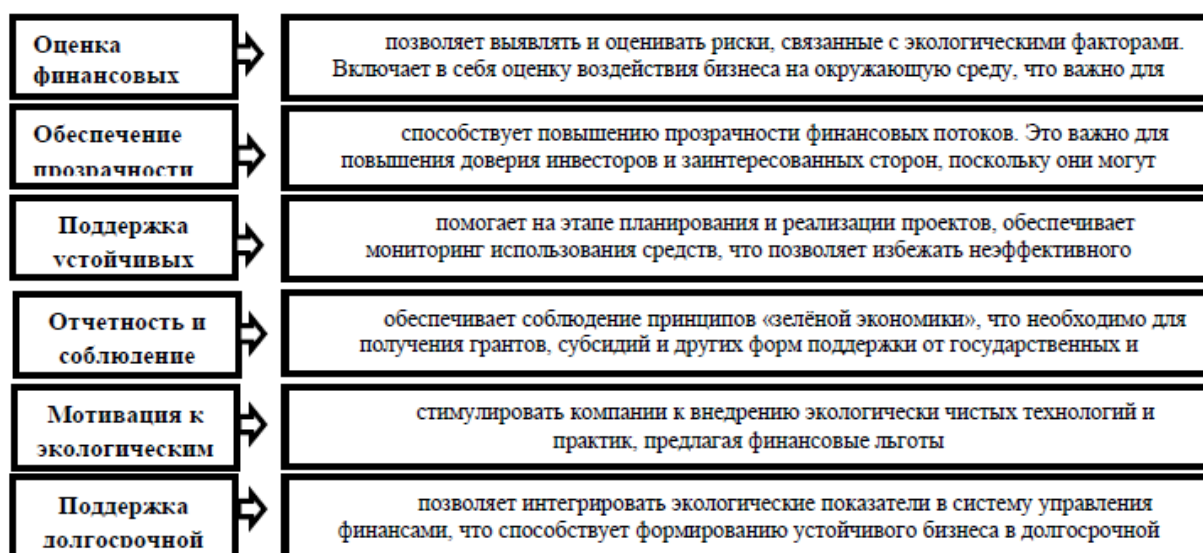 Оценка
финансовых
позволяет выявлять и оценивать риски, связанные с экологическими факторами.
Включает в себя оценку воздействия бизнеса на окружающую среду, что важно для
Обеспечение
прозрачности
способствует повышению прозрачности финансовых потоков. Это важно для
повышения доверия инвесторов и заинтересованных сторон, поскольку они могут
Поддержка
устойчивых
помогает на этапе планирования и реализации проектов, обеспечивает
мониторинг использования средств, что позволяет избежать неэффективного
Отчетность и
соблюдение
обеспечивает соблюдение принципов «зелёной экономики», что необходимо для
получения грантов, субсидий и других форм поддержки от государственных и
Мотивация к
экологическим
стимулировать компании к внедрению экологически чистых технологий и
практик, предлагая финансовые льготы
Поддержка
долгосрочной
позволяет интегрировать экологические показатели в систему управления
финансами, что способствует формированию устойчивого бизнеса в долгосрочной